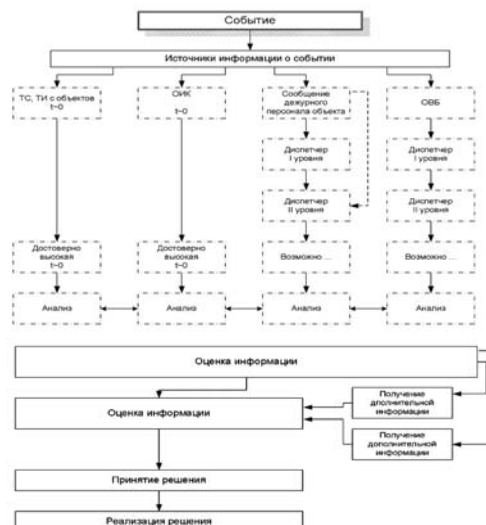 Событие
Источники информации о событии
ТС, ТИ с объектов
t~0
ОИК
t~0
Сообщение
дежурного
персонала объекта
ОВБ
Диспетчер
I уровня
Диспетчер
I уровня
Диспетчер
II уровня
Диспетчер
II уровня
Достоверно
высокая
t~0
Достоверно
высокая
t~0
Возможно ...
Возможно ...
Анализ
Анализ
Анализ
Анализ
Оценка информации
Оценка информации
Получение
дполнительной
информации
Получение
дополнительной
информации
Принятие решения
Реализация решения